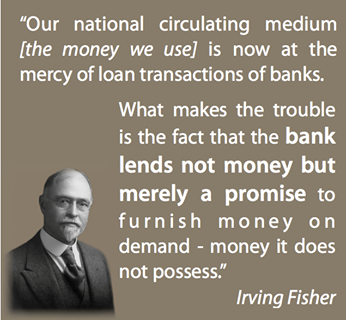 “Our national circulating medium
[the money we use] is now at the
mercy of loan transactions of banks.
What makes the trouble
is the fact that the bank
lends not money but
merely a promise to
furnish money on
demand - money it does
not possess.”
Irving Fisher